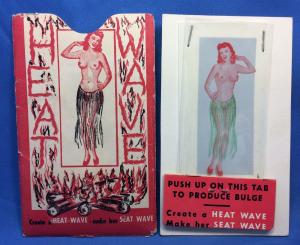 HEAT
WAVE
Create a HEAT WAVE make her SEAT WAVE
PUSH UP ON THIS TAB
TO PRODUCE BULGE
Create a HEAT WAVE
Make her SEAT WAVE